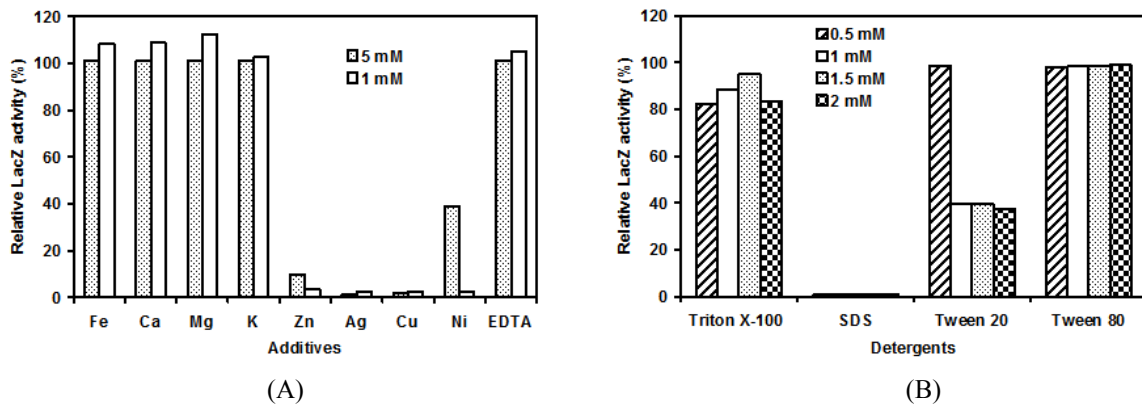 Relative LacZ activity (%)
120
100
80
60
40
20
0
5 mM
1 mM
Fe Ca Mg K Zn Ag Cu Ni EDTA
Additives
(A)
Relative LacZ activity (%)
120
100
80
60
40
20
0
0.5 mM
1 mM
1.5 mM
2 mM
Triton X-100 SDS Tween 20 Tween 80
Detergents
(B)